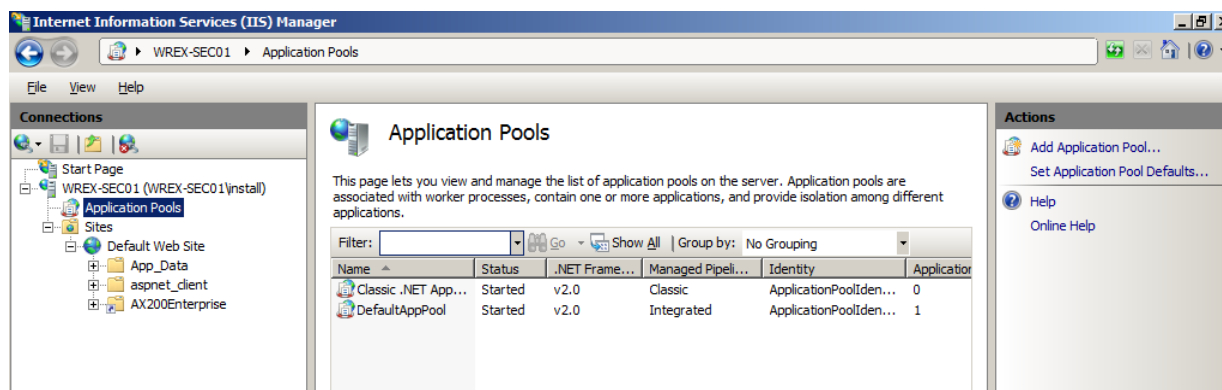 Internet Information Services (IIS) Manager
WREX-SEC01 Application Pools
File View Help
Connections
Start Page
WREX-SEC01 (WREX-SEC01\install)
Application Pools
Sites
Default Web Site
App_Data
aspnet_client
AX200Enterprise
Application Pools
This page lets you view and manage the list of application pools on the server. Application pools are
associated with worker processes, contain one or more applications, and provide isolation among different
applications.
Filter: Go Show All Group by: No Grouping
Name Status .NET Frame... Managed Pipeli... Identity Application
Classic .NET App... Started v2.0 Classic ApplicationPoolIden... 0
DefaultAppPool Started v2.0 Integrated ApplicationPoolIden... 1
Actions
Add Application Pool...
Set Application Pool Defaults...
Help
Online Help